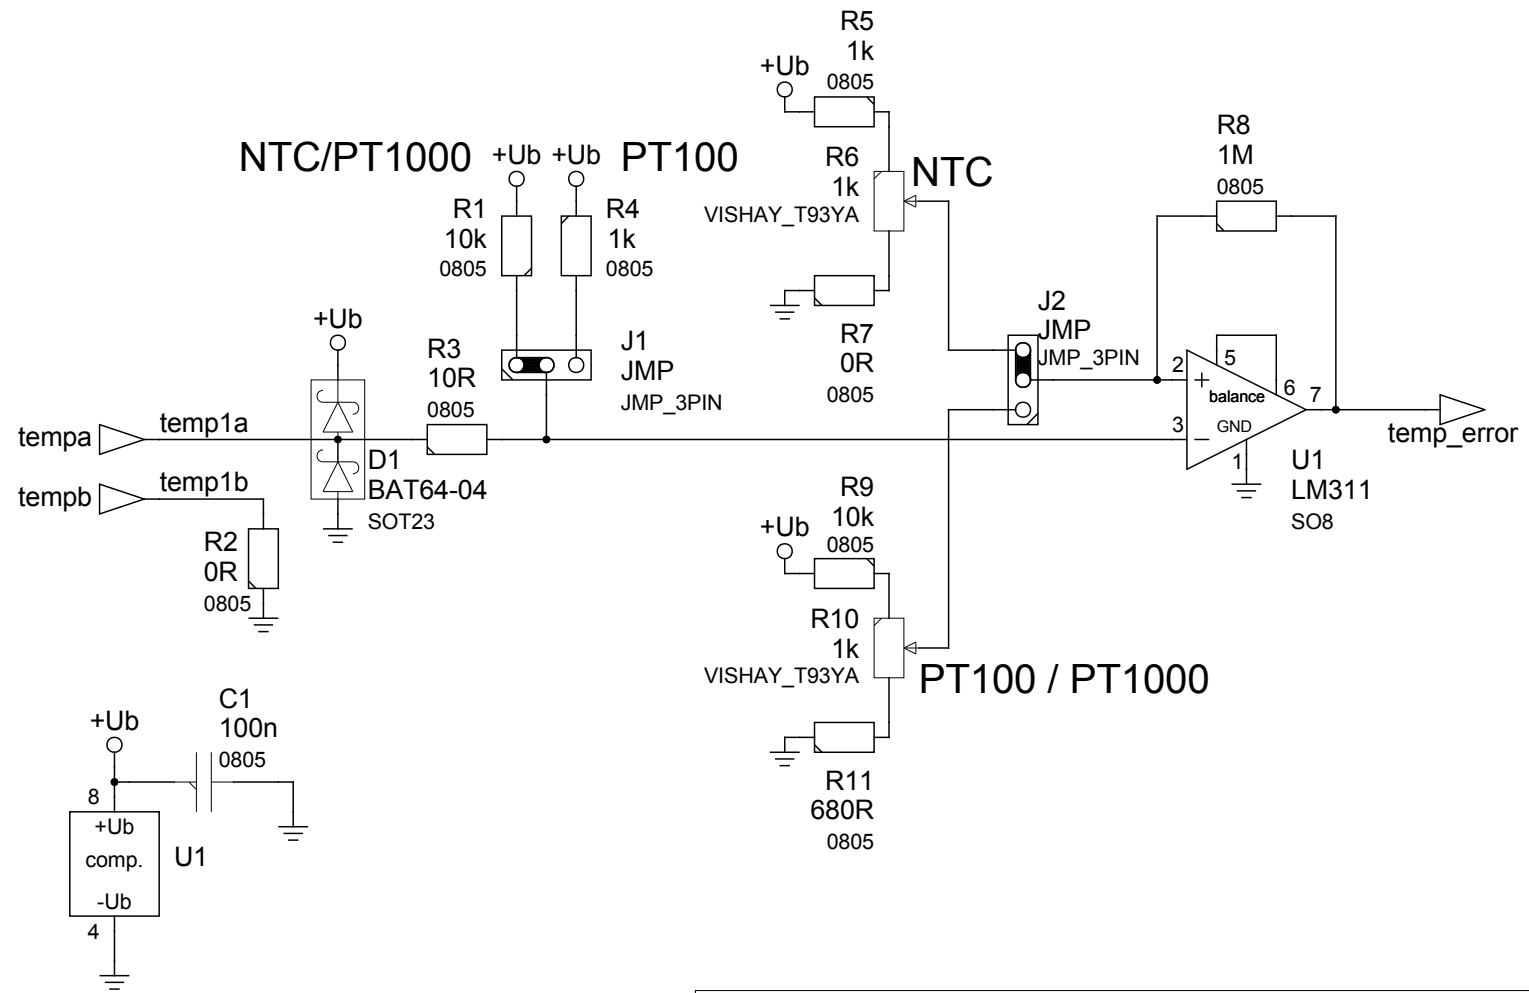 R5
1k
0805
+Ub
NTC/PT1000
+Ub
+Ub
PT100
R1
10k
0805
R4
1k
0805
R6
1k
VISHAY_T93YA
NTC
R8
1M
0805
+Ub
R3
10R
0805
J1
JMP
JMP_3PIN
R7
0R
0805
J2
JMP
JMP_3PIN
2
+
5
balance
6
7
3
−
GND
1
U1
LM311
SO8
temp_error
tempa
temp1a
tempb
temp1b
D1
BAT64-04
SOT23
R2
0R
0805
R9
10k
0805
+Ub
R10
1k
VISHAY_T93YA
PT100 / PT1000
R11
680R
0805
+Ub
C1
100n
0805
8
+Ub
comp.
-Ub
U1
4